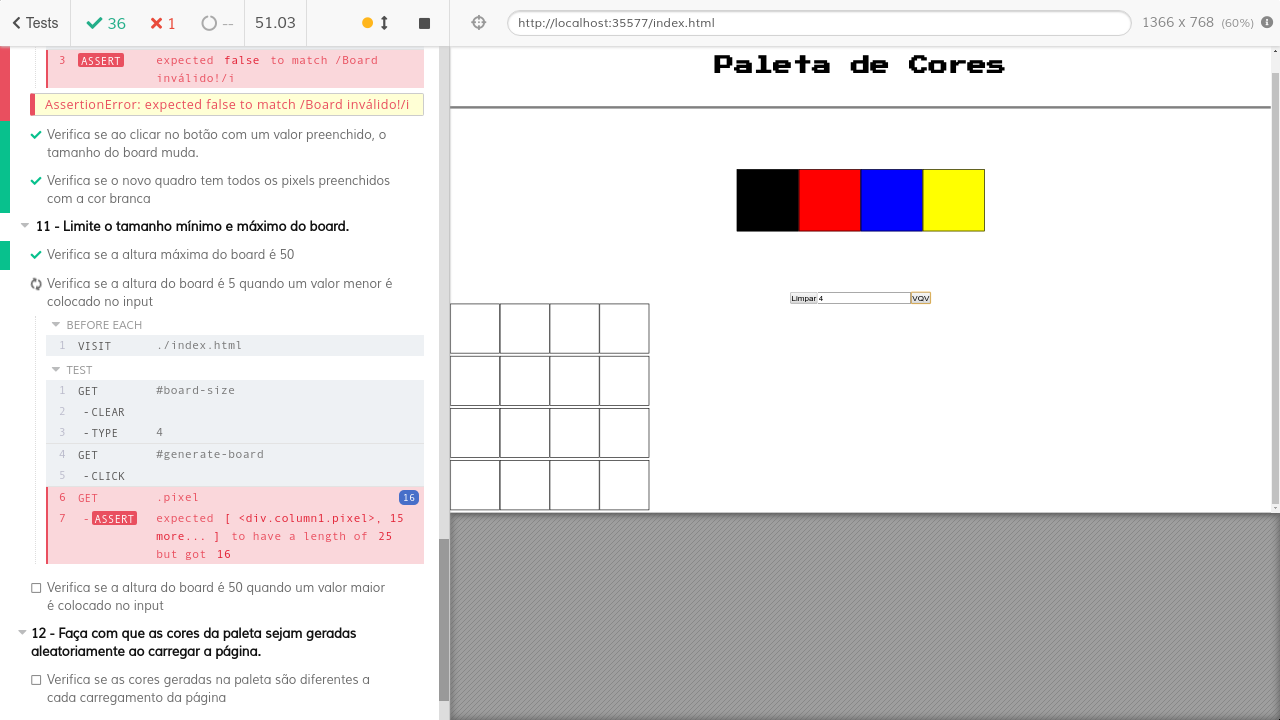 Tests 36 1 -- 51.03 http://localhost:35577/index.html 1366 x 768 (60%)
3 ASSERT expected false to match /Board
inválido!/i
AssertionError: expected false to match /Board inválido!/i
Verifica se ao clicar no botão com um valor preenchido, o
tamanho do board muda.
Verifica se o novo quadro tem todos os pixels preenchidos
com a cor branca
11 - Limite o tamanho mínimo e máximo do board.
Verifica se a altura máxima do board é 50
Verifica se a altura do board é 5 quando um valor menor é
colocado no input
BEFORE EACH
1 VISIT ./index.html
TEST
1 GET #board-size
2 -CLEAR
3 -TYPE 4
4 GET #generate-board
5 -CLICK
6 GET .pixel 16
7 -ASSERT expected [ <div.column1.pixel>, 15
more... ] to have a length of 25
but got 16
Verifica se a altura do board é 50 quando um valor maior
é colocado no input
12 - Faça com que as cores da paleta sejam geradas
aleatoriamente ao carregar a página.
Verifica se as cores geradas na paleta são diferentes a
cada carregamento da página
Paleta de Cores
Limpar 4 VQV